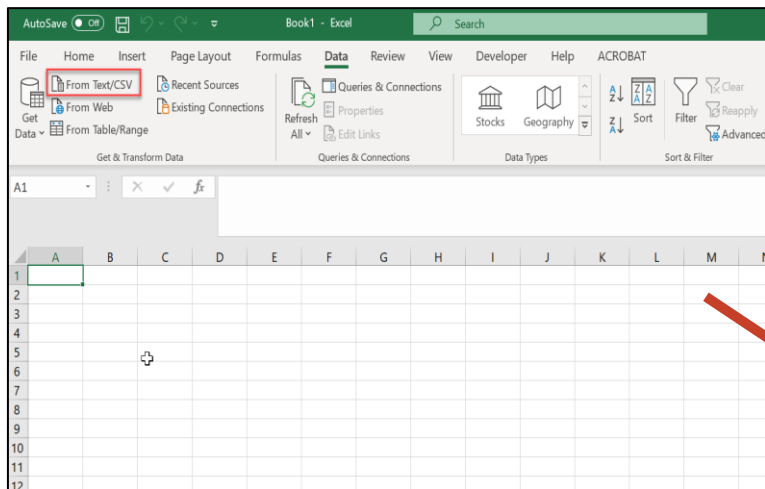 AutoSave Off Book1 - Excel Search
File Home Insert Page Layout Formulas Data Review View Developer Help ACROBAT
From Text/CSV Recent Sources Queries & Connections Clear
From Web Existing Connections Properties Reapply
Get Data From Table/Range Refresh All Edit Links Stocks Geography Sort Filter Advanced
Get & Transform Data Queries & Connections Data Types Sort & Filter
A1 fx
A B C D E F G H I J K L M
1
2
3
4
5
6
7
8
9
10
11
12